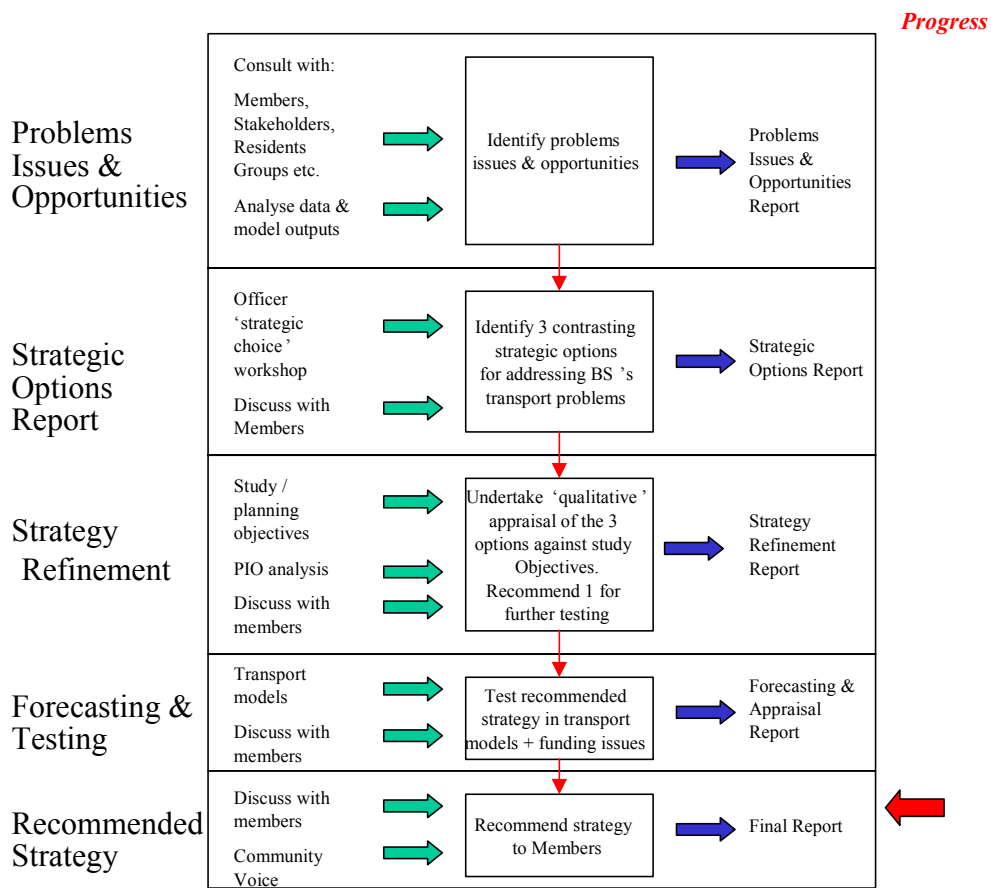 Progress
Problems
Issues &
Opportunities
Consult with:
Members,
Stakeholders,
Residents
Groups etc.
Analyse data &
model outputs
Identify problems
issues & opportunities
Problems
Issues &
Opportunities
Report
Strategic
Options
Report
Officer
‘strategic
choice’
workshop
Discuss with
Members
Identify 3 contrasting
strategic options
for addressing BS ’s
transport problems
Strategic
Options Report
Strategy
Refinement
Study /
planning
objectives
PIO analysis
Discuss with
members
Undertake ‘qualitative’
appraisal of the 3
options against study
Objectives.
Recommend 1 for
further testing
Strategy
Refinement
Report
Forecasting &
Testing
Transport
models
Discuss with
members
Test recommended
strategy in transport
models + funding issues
Forecasting &
Appraisal
Report
Recommended
Strategy
Discuss with
members
Community
Voice
Recommend strategy
to Members
Final Report